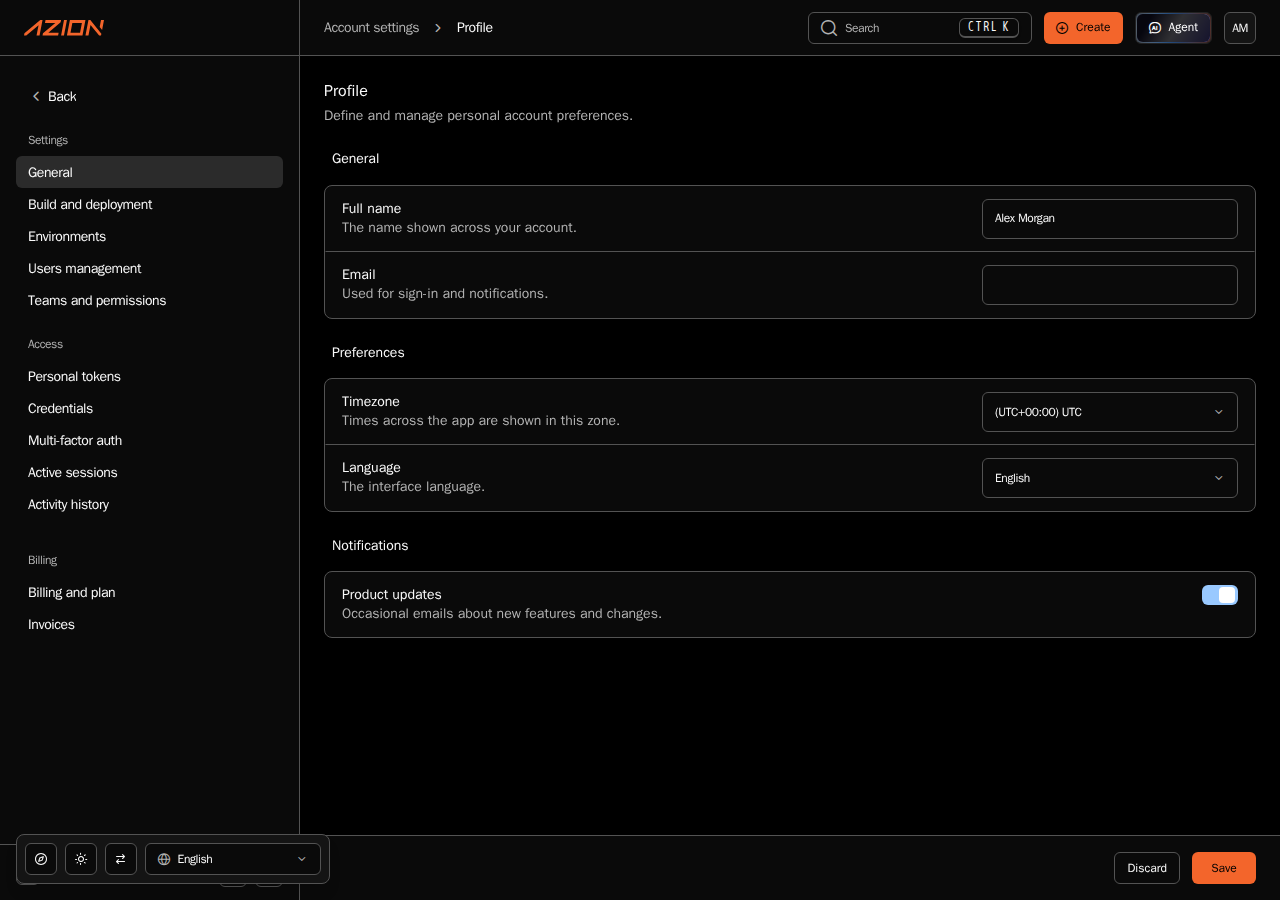 AZION
Account settings > Profile
Search
CTRL K
Create
Agent
AM
Back
Settings
General
Build and deployment
Environments
Users management
Teams and permissions
Access
Personal tokens
Credentials
Multi-factor auth
Active sessions
Activity history
Billing
Billing and plan
Invoices
English
Profile
Define and manage personal account preferences.
General
Full name
The name shown across your account.
Alex Morgan
Email
Used for sign-in and notifications.
Preferences
Timezone
Times across the app are shown in this zone.
(UTC+00:00) UTC
Language
The interface language.
English
Notifications
Product updates
Occasional emails about new features and changes.
Discard
Save